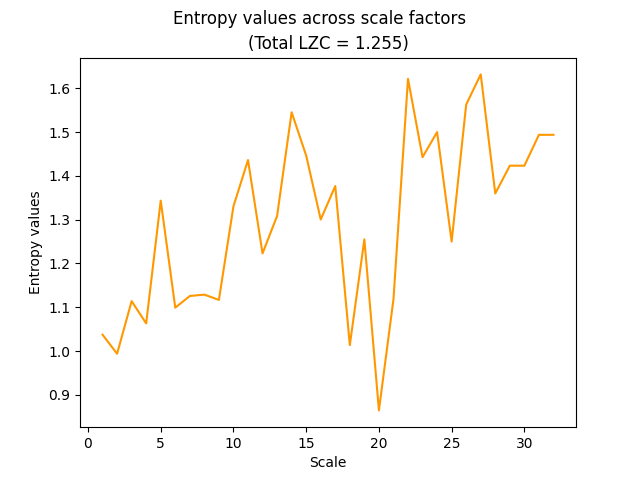 Entropy values across scale factors
(Total LZC = 1.255)
1.6
1.5
1.4
1.3
1.2
1.1
1.0
0.9
Entropy values
0 5 10 15 20 25 30
Scale